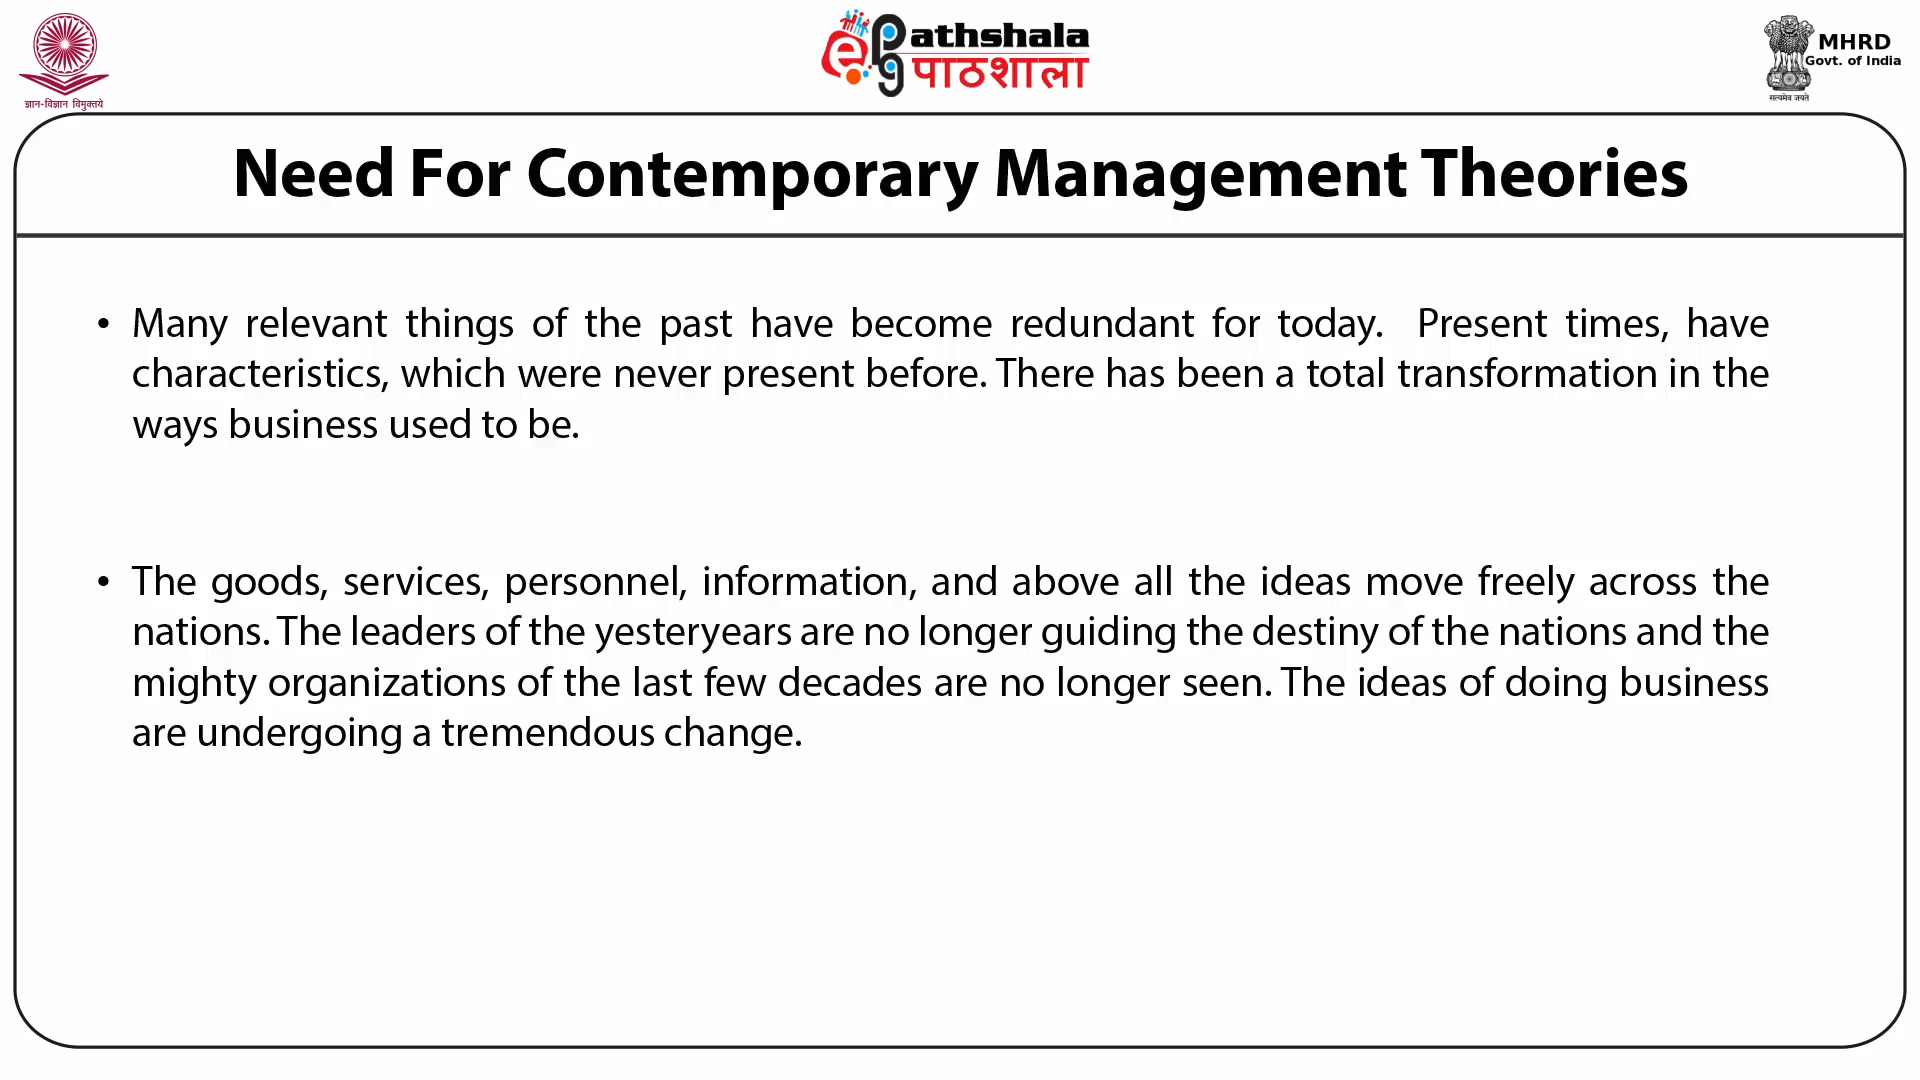 ज्ञान-विज्ञान विमुक्तये
e Pathshala
पाठशाला
MHRD
Govt. of India
सत्यमेव जयते
Need For Contemporary Management Theories
• Many relevant things of the past have become redundant for today. Present times, have
characteristics, which were never present before. There has been a total transformation in the
ways business used to be.
• The goods, services, personnel, information, and above all the ideas move freely across the
nations. The leaders of the yesteryears are no longer guiding the destiny of the nations and the
mighty organizations of the last few decades are no longer seen. The ideas of doing business
are undergoing a tremendous change.